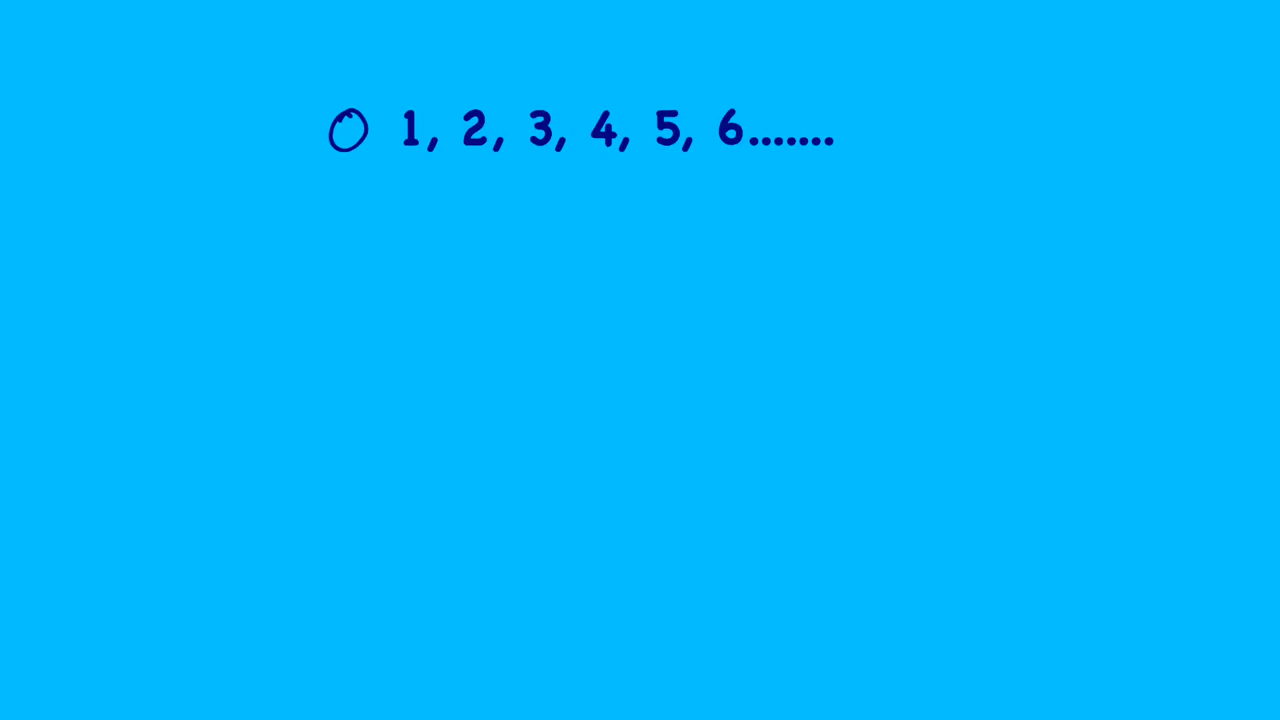 0 1, 2, 3, 4, 5, 6.......